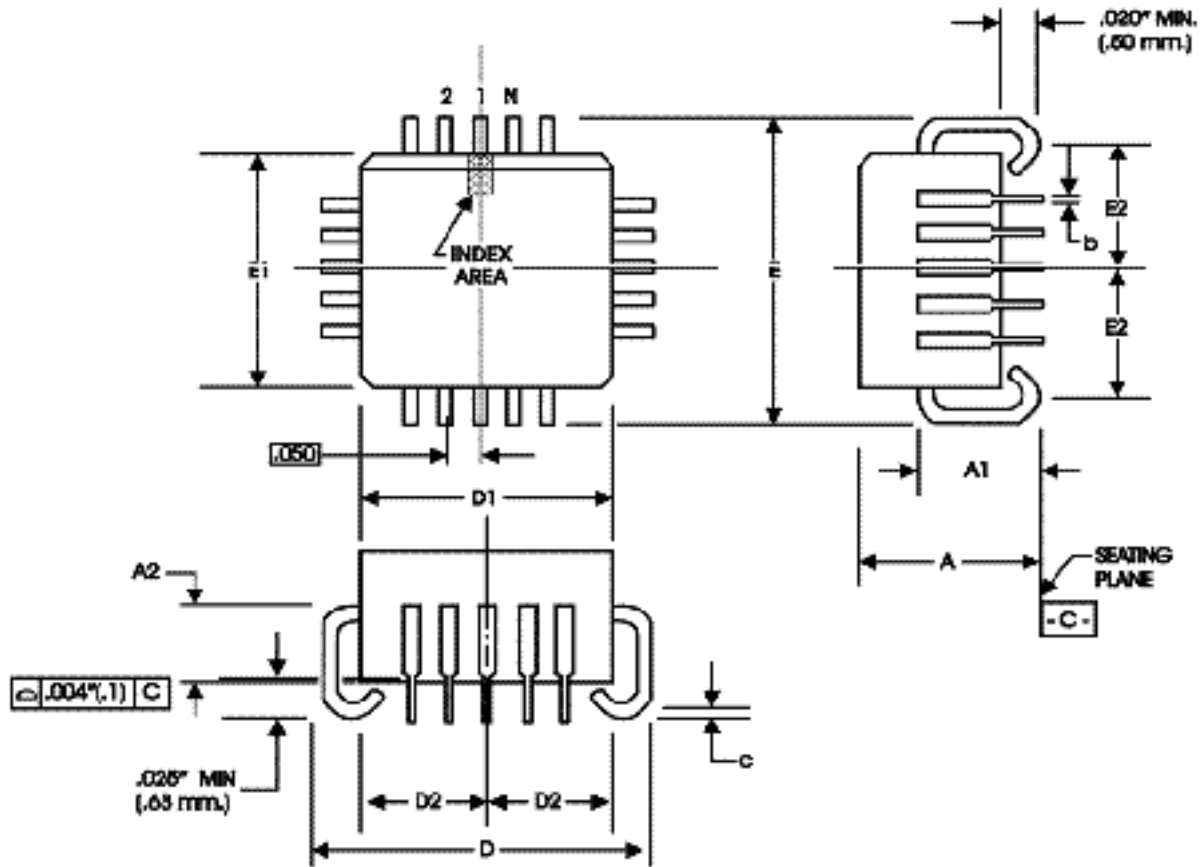 .020" MIN.
(.50 mm.)
2 1 N
E1
INDEX
AREA
E
b
E2
E2
.050
D1
A1
A
SEATING
PLANE
- C -
A2
.004"(.1) C
c
.025" MIN
(.63 mm.)
D2 D2
D